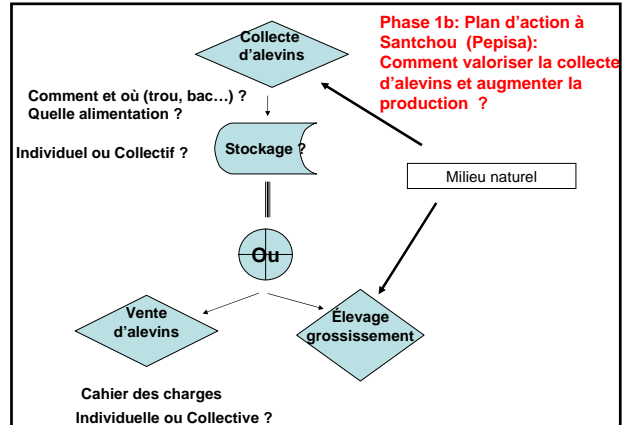 Collecte
d'alevins
Phase 1b: Plan d'action à
Santchou (Pepisa):
Comment valoriser la collecte
d'alevins et augmenter la
production ?
Comment et où (trou, bac…) ?
Quelle alimentation ?
Individuel ou Collectif ?
Stockage ?
Milieu naturel
Ou
Vente
d'alevins
Élevage
grossissement
Cahier des charges
Individuelle ou Collective ?